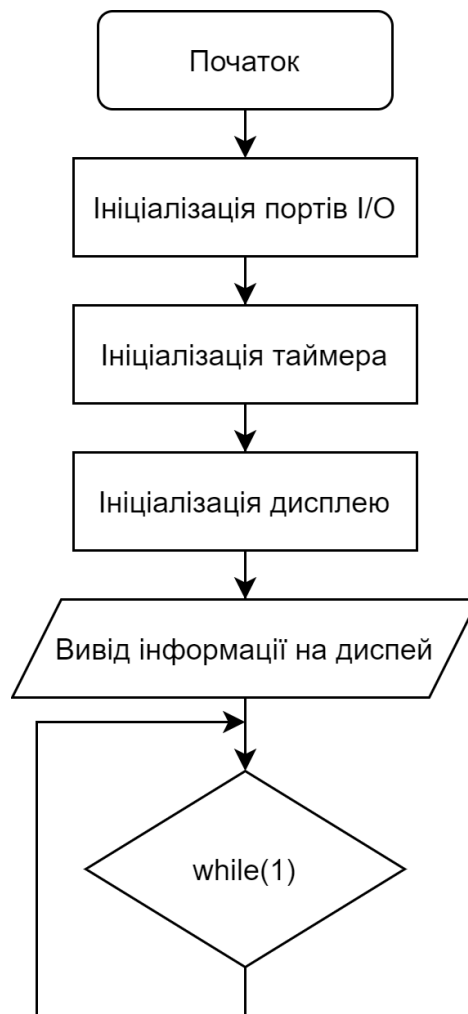 Початок
Ініціалізація портів I/O
Ініціалізація таймера
Ініціалізація дисплею
Вивід інформації на диспей
while(1)